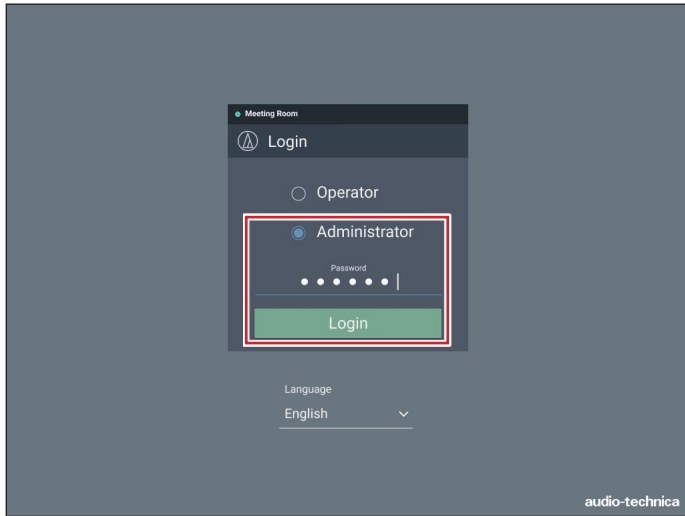 Meeting Room
Login
Operator
Administrator
Password
Login
Language
English
audio-technica